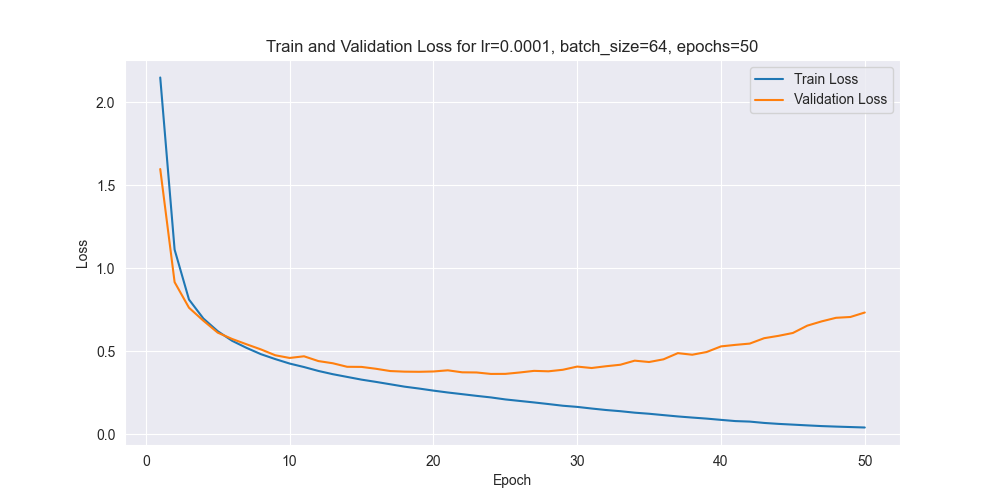 Train and Validation Loss for lr=0.0001, batch_size=64, epochs=50
Train Loss
Validation Loss
2.0
1.5
1.0
0.5
0.0
Loss
0 10 20 30 40 50
Epoch